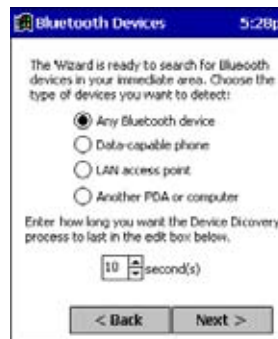 Bluetooth Devices 5:28p
The Wizard is ready to search for Blueooth
devices in your immediate area. Choose the
type of devices you want to detect:
Any Bluetooth device
Data-capable phone
LAN access point
Another PDA or computer
Enter how long you want the Device Dicovery
process to last in the edit box below.
10 second(s)
< Back Next >